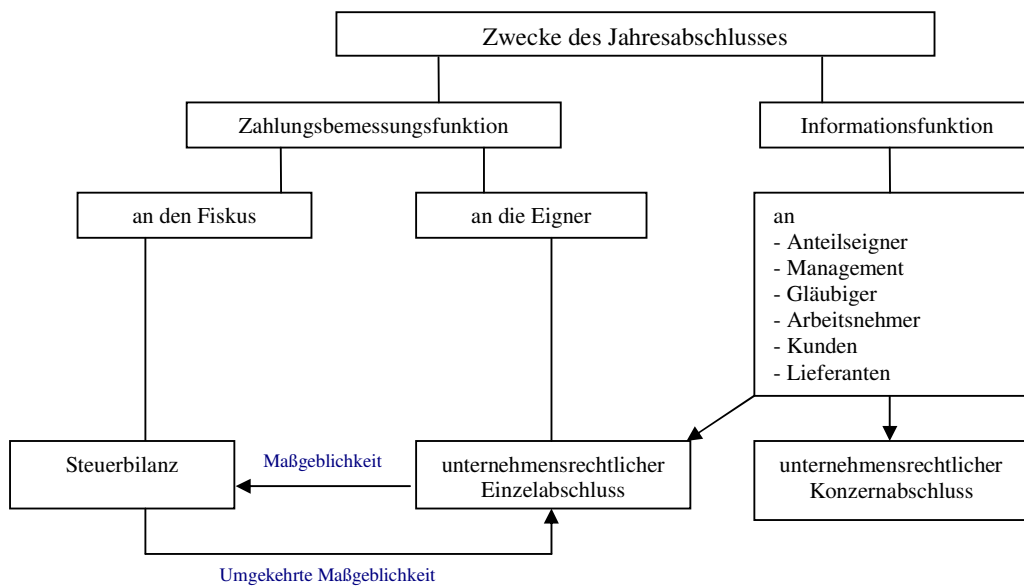 Zwecke des Jahresabschlusses
Zahlungsbemessungsfunktion
Informationsfunktion
an den Fiskus
an die Eigner
an
- Anteilseigner
- Management
- Gläubiger
- Arbeitsnehmer
- Kunden
- Lieferanten
Steuerbilanz
Maßgeblichkeit
unternehmensrechtlicher
Einzelabschluss
unternehmensrechtlicher
Konzernabschluss
Umgekehrte Maßgeblichkeit